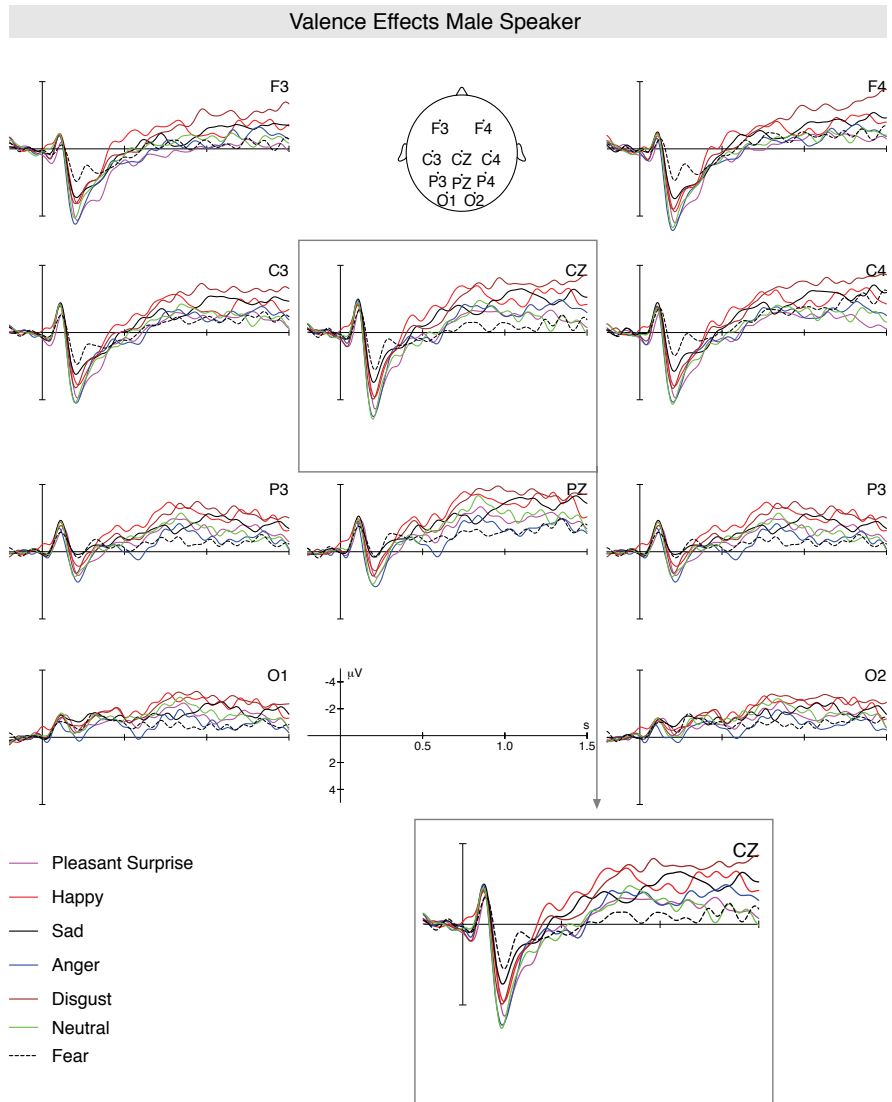 Valence Effects Male Speaker
F3
F4
F3 F4
C3 CZ C4
P3 PZ P4
O1 O2
C3
CZ
C4
P3
PZ
P3
O1
O2
-4
µV
-2
s
0.5 1.0 1.5
2
4
CZ
Pleasant Surprise
Happy
Sad
Anger
Disgust
Neutral
Fear